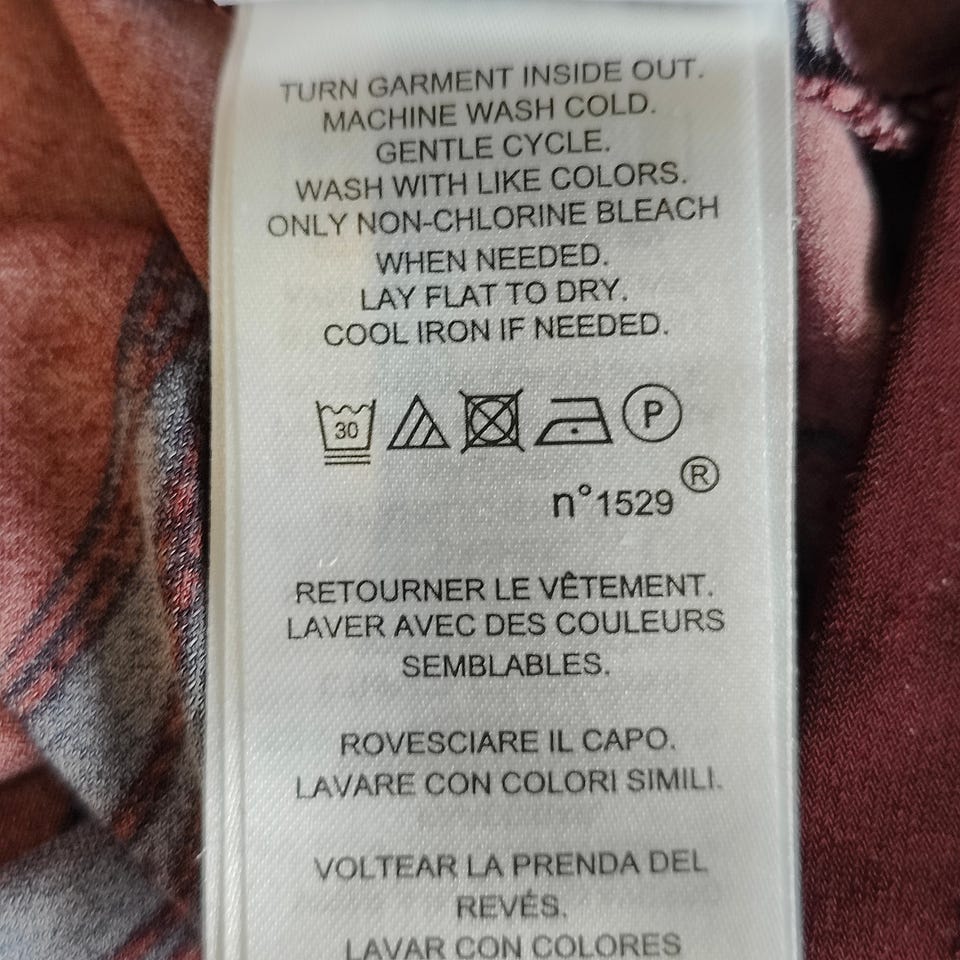 TURN GARMENT INSIDE OUT.
MACHINE WASH COLD.
GENTLE CYCLE.
WASH WITH LIKE COLORS.
ONLY NON-CHLORINE BLEACH
WHEN NEEDED.
LAY FLAT TO DRY.
COOL IRON IF NEEDED.
30 P
n°1529®
RETOURNER LE VÊTEMENT.
LAVER AVEC DES COULEURS
SEMBLABLES.
ROVESCIARE IL CAPO.
LAVARE CON COLORI SIMILI.
VOLTEAR LA PRENDA DEL
REVÉS.
LAVAR CON COLORES